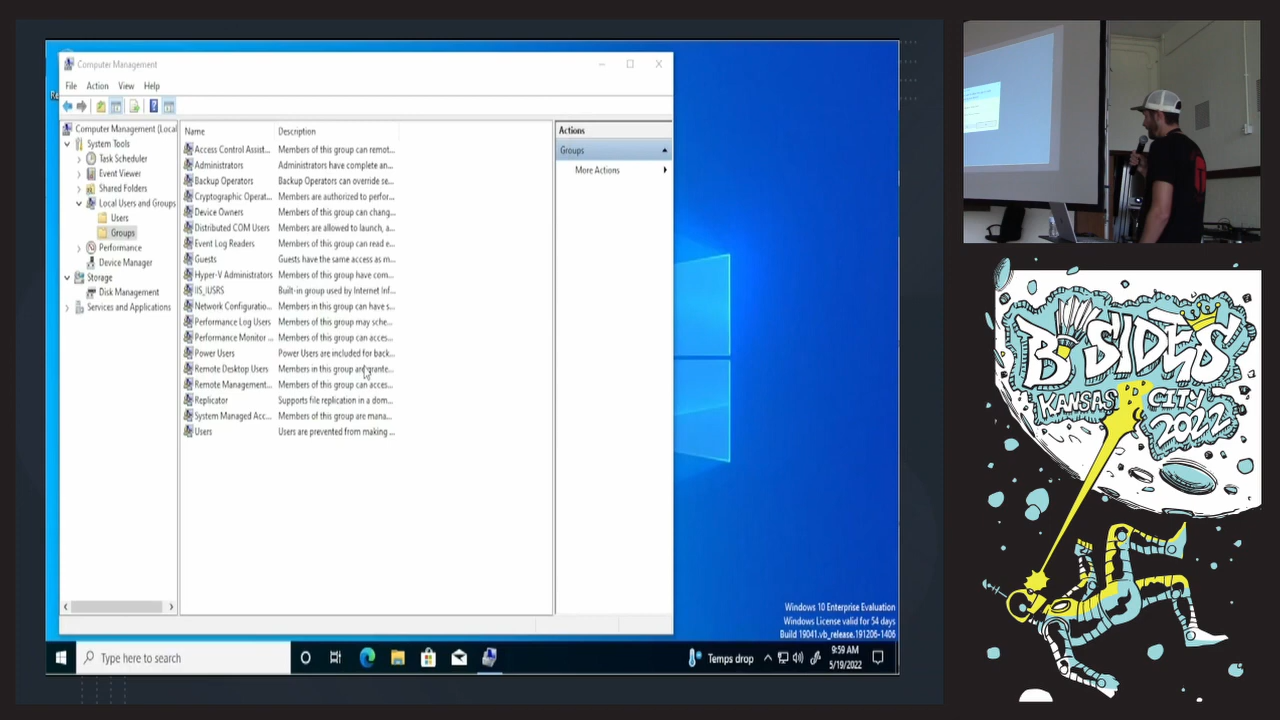 Computer Management
File Action View Help
Computer Management (Local
System Tools
Task Scheduler
Event Viewer
Shared Folders
Local Users and Groups
Users
Groups
Performance
Device Manager
Storage
Disk Management
Services and Applications
Name Description
Access Control Assist... Members of this group can remot...
Administrators Administrators have complete an...
Backup Operators Backup Operators can override se...
Cryptographic Operat... Members are authorized to perfor...
Device Owners Members of this group can chang...
Distributed COM Users Members are allowed to launch, a...
Event Log Readers Members of this group can read e...
Guests Guests have the same access as m...
Hyper-V Administrators Members of this group have com...
IIS_IUSRS Built-in group used by Internet Inf...
Network Configuratio... Members in this group can have s...
Performance Log Users Members of this group may sche...
Performance Monitor ... Members of this group can acces...
Power Users Power Users are included for back...
Remote Desktop Users Members in this group are grante...
Remote Management... Members of this group can acces...
Replicator Supports file replication in a dom...
System Managed Acc... Members of this group are mana...
Users Users are prevented from making ...
Actions
Groups
More Actions
Windows 10 Enterprise Evaluation
Windows License valid for 54 days
Build 19041.vb_release.191206-1406
Type here to search
Temps drop
9:59 AM
5/19/2022
BSIDES
KANSAS CITY
2022